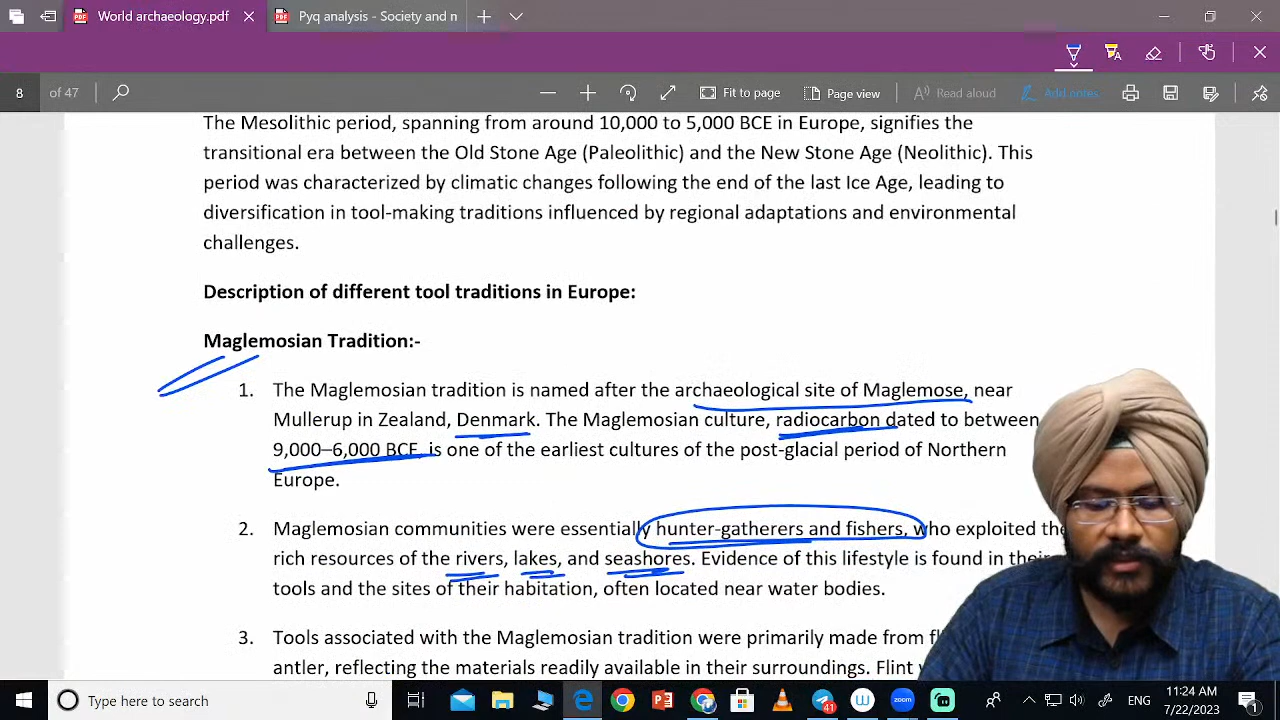 World archaeology.pdf
Pyq analysis - Society and n
8 of 47
Fit to page
Page view
Read aloud
Add notes
The Mesolithic period, spanning from around 10,000 to 5,000 BCE in Europe, signifies the
transitional era between the Old Stone Age (Paleolithic) and the New Stone Age (Neolithic). This
period was characterized by climatic changes following the end of the last Ice Age, leading to
diversification in tool-making traditions influenced by regional adaptations and environmental
challenges.
Description of different tool traditions in Europe:
Maglemosian Tradition:-
1. The Maglemosian tradition is named after the archaeological site of Maglemose, near
Mullerup in Zealand, Denmark. The Maglemosian culture, radiocarbon dated to between
9,000–6,000 BCE, is one of the earliest cultures of the post-glacial period of Northern
Europe.
2. Maglemosian communities were essentially hunter-gatherers and fishers, who exploited the
rich resources of the rivers, lakes, and seashores. Evidence of this lifestyle is found in their
tools and the sites of their habitation, often located near water bodies.
3. Tools associated with the Maglemosian tradition were primarily made from
antler, reflecting the materials readily available in their surroundings. Flint
Type here to search
41
zoom
ENG
11:24 AM
7/22/2023
1